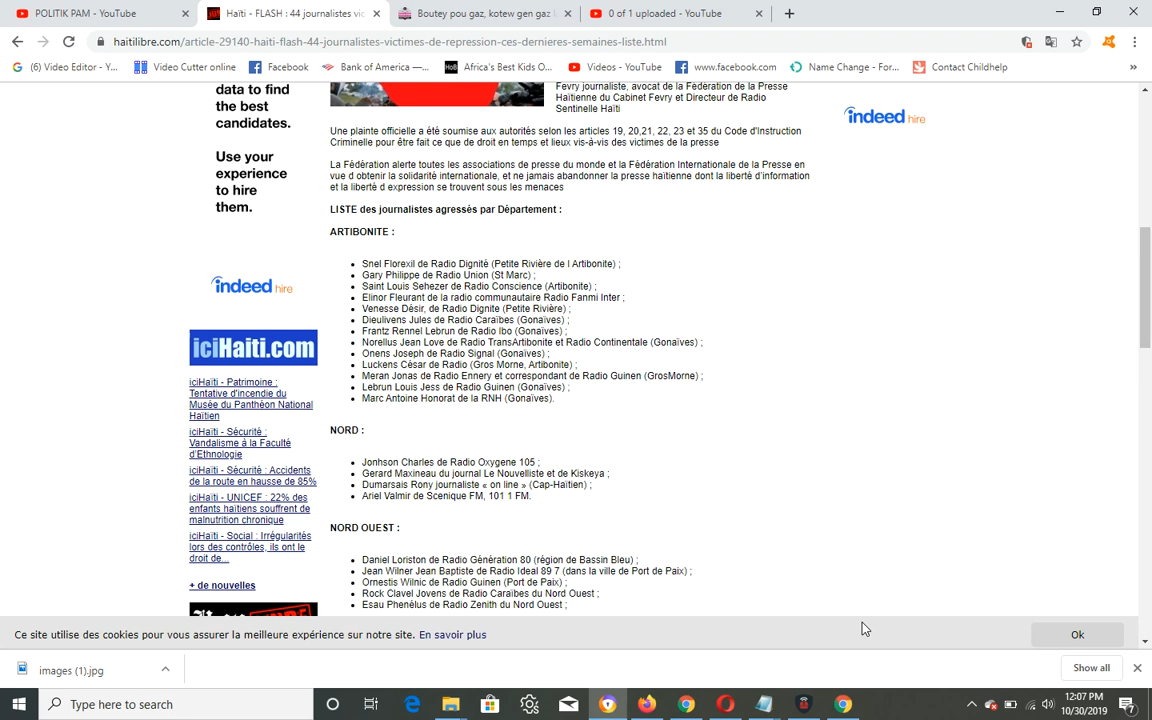 POLITIK PAM - YouTube
Haïti - FLASH : 44 journalistes vic
Boutey pou gaz, kotew gen gaz
0 of 1 uploaded - YouTube
haitilibre.com/article-29140-haiti-flash-44-journalistes-victimes-de-repression-ces-dernieres-semaines-liste.html
(6) Video Editor - Y...
Video Cutter online
Facebook
Bank of America —...
Africa's Best Kids O...
Videos - YouTube
www.facebook.com
Name Change - For...
Contact Childhelp
»
data to find
the best
candidates.
Use your
experience
to hire
them.
indeed hire
iciHaiti.com
iciHaïti - Patrimoine :
Tentative d'incendie du
Musée du Panthéon National
Haïtien
iciHaïti - Sécurité :
Vandalisme à la Faculté
d'Ethnologie
iciHaïti - Sécurité : Accidents
de la route en hausse de 85%
iciHaïti - UNICEF : 22% des
enfants haïtiens souffrent de
malnutrition chronique
iciHaïti - Social : Irrégularités
lors des contrôles, ils ont le
droit de...
+ de nouvelles
Fevry journaliste, avocat de la Fédération de la Presse
Haïtienne du Cabinet Fevry et Directeur de Radio
Sentinelle Haïti
Une plainte officielle a été soumise aux autorités selon les articles 19, 20,21, 22, 23 et 35 du Code d'Instruction
Criminelle pour être fait ce que de droit en temps et lieux vis-à-vis des victimes de la presse
La Fédération alerte toutes les associations de presse du monde et la Fédération Internationale de la Presse en
vue d obtenir la solidarité internationale, et ne jamais abandonner la presse haïtienne dont la liberté d'information
et la liberté d expression se trouvent sous les menaces
LISTE des journalistes agressés par Département :
ARTIBONITE :
Snel Florexil de Radio Dignité (Petite Rivière de l Artibonite) ;
Gary Philippe de Radio Union (St Marc) ;
Saint Louis Sehezer de Radio Conscience (Artibonite) ;
Elinor Fleurant de la radio communautaire Radio Fanmi Inter ;
Venesse Désir, de Radio Dignite (Petite Rivière) ;
Dieulivens Jules de Radio Caraïbes (Gonaïves) ;
Frantz Rennel Lebrun de Radio Ibo (Gonaïves) ;
Norellus Jean Love de Radio TransArtibonite et Radio Continentale (Gonaïves) ;
Onens Joseph de Radio Signal (Gonaïves) ;
Luckens César de Radio (Gros Morne, Artibonite) ;
Meran Jonas de Radio Ennery et correspondant de Radio Guinen (GrosMorne) ;
Lebrun Louis Jess de Radio Guinen (Gonaïves) ;
Marc Antoine Honorat de la RNH (Gonaïves).
NORD :
Jonhson Charles de Radio Oxygene 105 ;
Gerard Maxineau du journal Le Nouvelliste et de Kiskeya ;
Dumarsais Rony journaliste « on line » (Cap-Haïtien) ;
Ariel Valmir de Scenique FM, 101 1 FM.
NORD OUEST :
Daniel Loriston de Radio Génération 80 (région de Bassin Bleu) ;
Jean Wilner Jean Baptiste de Radio Ideal 89 7 (dans la ville de Port de Paix) ;
Ornestis Wilnic de Radio Guinen (Port de Paix) ;
Rock Clavel Jovens de Radio Caraïbes du Nord Ouest ;
Esau Phenélus de Radio Zenith du Nord Ouest ;
indeed hire
Ce site utilise des cookies pour vous assurer la meilleure expérience sur notre site. En savoir plus
Ok
images (1).jpg
Show all
Type here to search
12:07 PM
10/30/2019
7